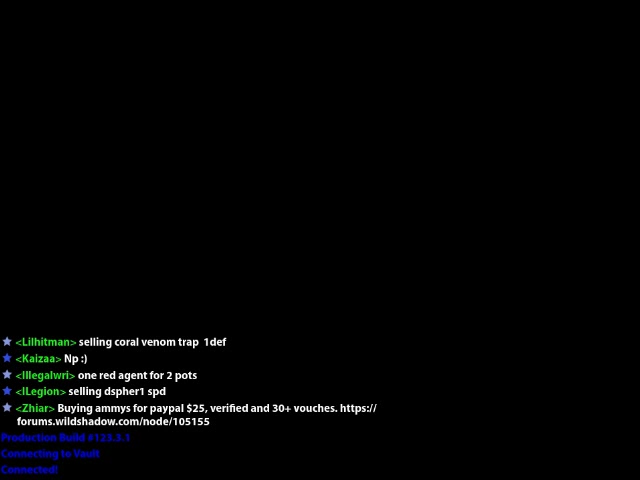 <Lilhitman> selling coral venom trap  1def
<Kaizaa> Np :)
<Illegalwri> one red agent for 2 pots
<ILegion> selling dspher1 spd
<Zhiar> Buying ammys for paypal $25, verified and 30+ vouches. https://
forums.wildshadow.com/node/105155
Production Build #123.3.1
Connecting to Vault
Connected!